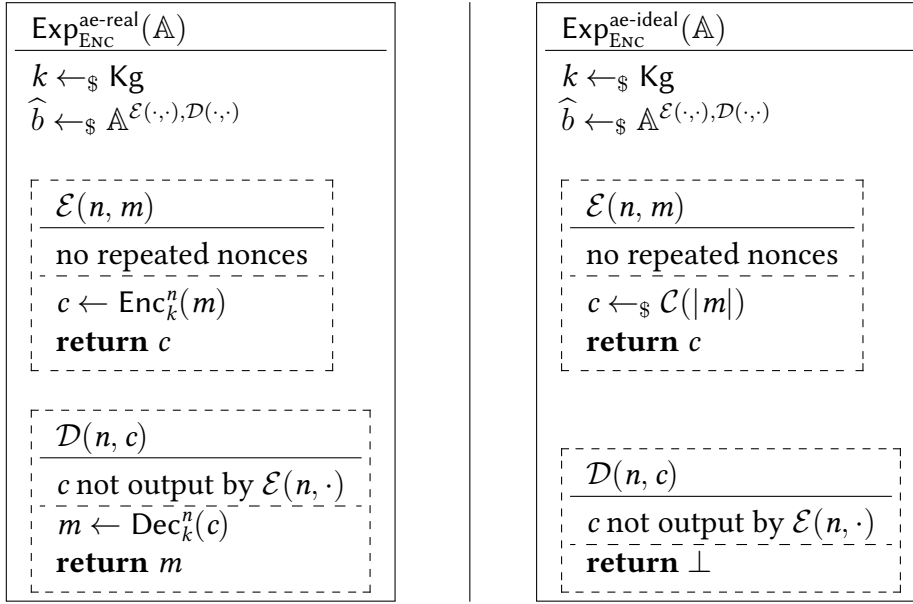 Exp_Enc^ae-real(𝔸)
k ←$ Kg
b̂ ←$ 𝔸^ℰ(·,·),𝒟(·,·)
ℰ(n, m)
no repeated nonces
c ← Enc_k^n(m)
return c
𝒟(n, c)
c not output by ℰ(n, ·)
m ← Dec_k^n(c)
return m
Exp_Enc^ae-ideal(𝔸)
k ←$ Kg
b̂ ←$ 𝔸^ℰ(·,·),𝒟(·,·)
ℰ(n, m)
no repeated nonces
c ←$ 𝒞(|m|)
return c
𝒟(n, c)
c not output by ℰ(n, ·)
return ⊥